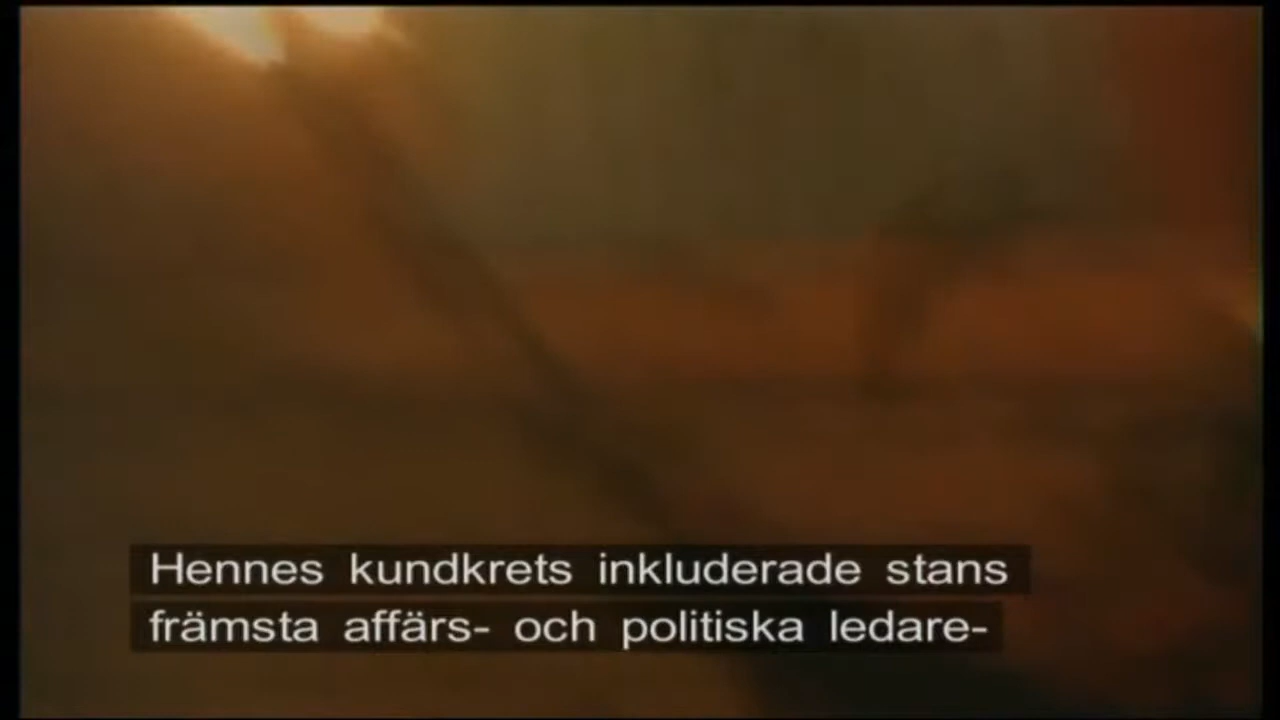 Hennes kundkrets inkluderade stans
främsta affärs- och politiska ledare-